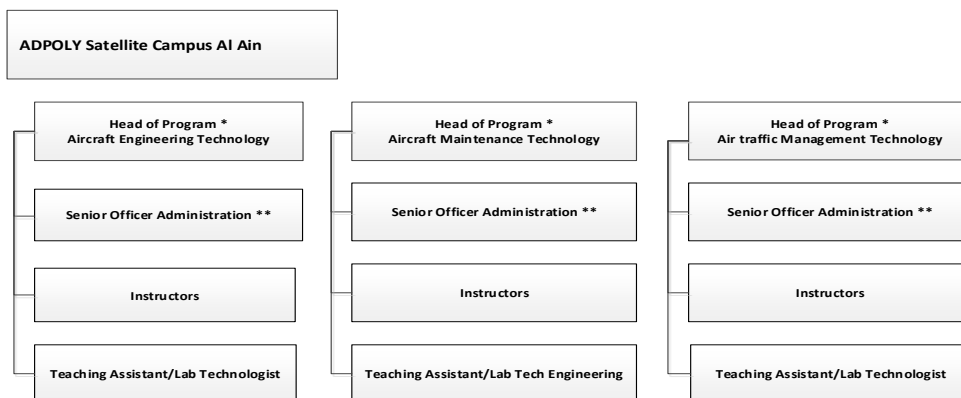 ADPOLY Satellite Campus Al Ain
Head of Program *
Aircraft Engineering Technology
Senior Officer Administration **
Instructors
Teaching Assistant/Lab Technologist
Head of Program *
Aircraft Maintenance Technology
Senior Officer Administration **
Instructors
Teaching Assistant/Lab Tech Engineering
Head of Program *
Air traffic Management Technology
Senior Officer Administration **
Instructors
Teaching Assistant/Lab Technologist